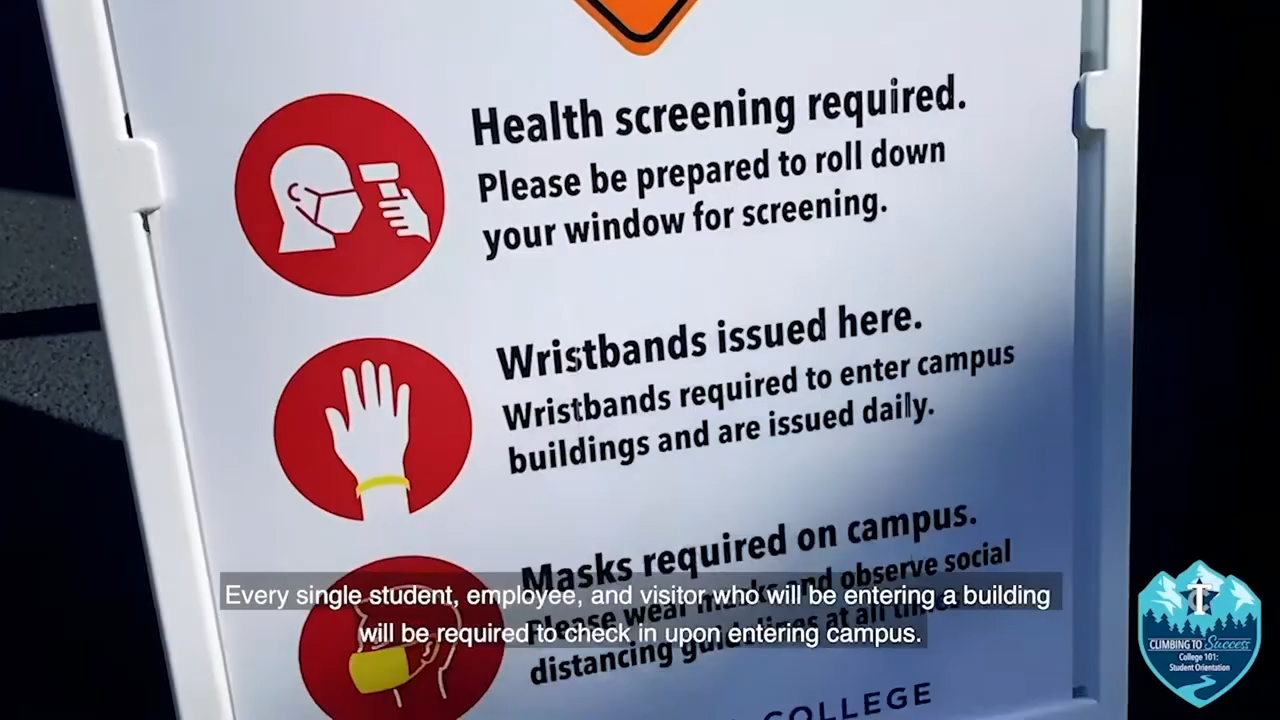 Health screening required.
Please be prepared to roll down
your window for screening.
Wristbands issued here.
Wristbands required to enter campus
buildings and are issued daily.
Masks required on campus.
Please wear masks and observe social
distancing guidelines at all times.
COLLEGE
Every single student, employee, and visitor who will be entering a building
will be required to check in upon entering campus.
T
CLIMBING TO Success
College 101:
Student Orientation